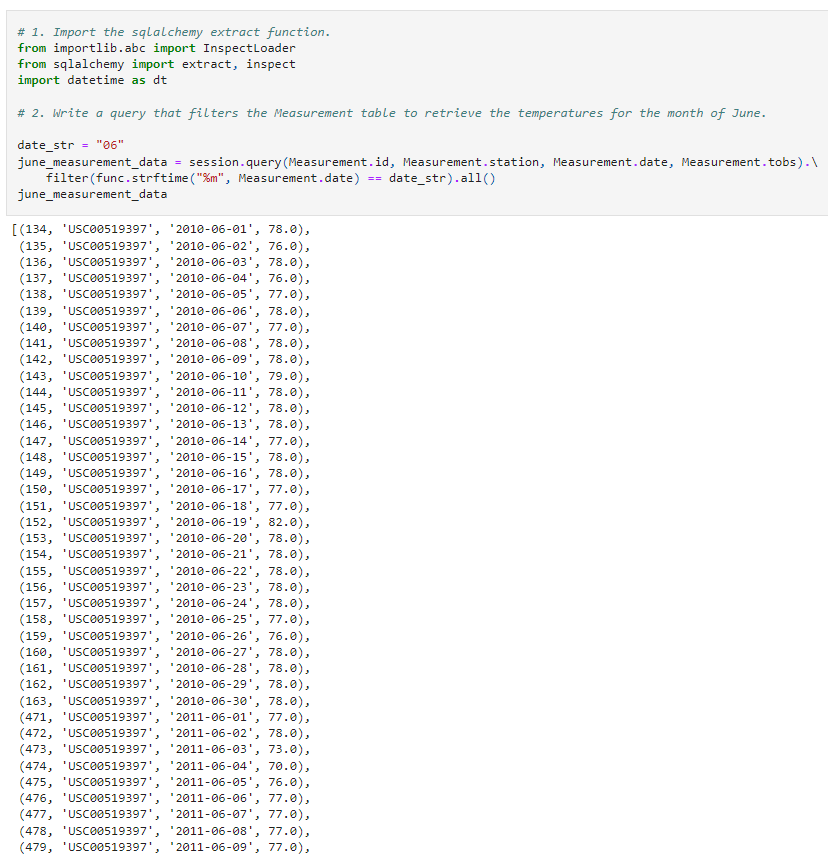 # 1. Import the sqlalchemy extract function.
from importlib.abc import InspectLoader
from sqlalchemy import extract, inspect
import datetime as dt
# 2. Write a query that filters the Measurement table to retrieve the temperatures for the month of June.
date_str = "06"
june_measurement_data = session.query(Measurement.id, Measurement.station, Measurement.date, Measurement.tobs).\
    filter(func.strftime("%m", Measurement.date) == date_str).all()
june_measurement_data
[(134, 'USC00519397', '2010-06-01', 78.0),
 (135, 'USC00519397', '2010-06-02', 76.0),
 (136, 'USC00519397', '2010-06-03', 78.0),
 (137, 'USC00519397', '2010-06-04', 76.0),
 (138, 'USC00519397', '2010-06-05', 77.0),
 (139, 'USC00519397', '2010-06-06', 78.0),
 (140, 'USC00519397', '2010-06-07', 77.0),
 (141, 'USC00519397', '2010-06-08', 78.0),
 (142, 'USC00519397', '2010-06-09', 78.0),
 (143, 'USC00519397', '2010-06-10', 79.0),
 (144, 'USC00519397', '2010-06-11', 78.0),
 (145, 'USC00519397', '2010-06-12', 78.0),
 (146, 'USC00519397', '2010-06-13', 78.0),
 (147, 'USC00519397', '2010-06-14', 77.0),
 (148, 'USC00519397', '2010-06-15', 78.0),
 (149, 'USC00519397', '2010-06-16', 78.0),
 (150, 'USC00519397', '2010-06-17', 77.0),
 (151, 'USC00519397', '2010-06-18', 77.0),
 (152, 'USC00519397', '2010-06-19', 82.0),
 (153, 'USC00519397', '2010-06-20', 78.0),
 (154, 'USC00519397', '2010-06-21', 78.0),
 (155, 'USC00519397', '2010-06-22', 78.0),
 (156, 'USC00519397', '2010-06-23', 78.0),
 (157, 'USC00519397', '2010-06-24', 78.0),
 (158, 'USC00519397', '2010-06-25', 77.0),
 (159, 'USC00519397', '2010-06-26', 76.0),
 (160, 'USC00519397', '2010-06-27', 78.0),
 (161, 'USC00519397', '2010-06-28', 78.0),
 (162, 'USC00519397', '2010-06-29', 78.0),
 (163, 'USC00519397', '2010-06-30', 78.0),
 (471, 'USC00519397', '2011-06-01', 77.0),
 (472, 'USC00519397', '2011-06-02', 78.0),
 (473, 'USC00519397', '2011-06-03', 73.0),
 (474, 'USC00519397', '2011-06-04', 70.0),
 (475, 'USC00519397', '2011-06-05', 76.0),
 (476, 'USC00519397', '2011-06-06', 77.0),
 (477, 'USC00519397', '2011-06-07', 77.0),
 (478, 'USC00519397', '2011-06-08', 77.0),
 (479, 'USC00519397', '2011-06-09', 77.0),